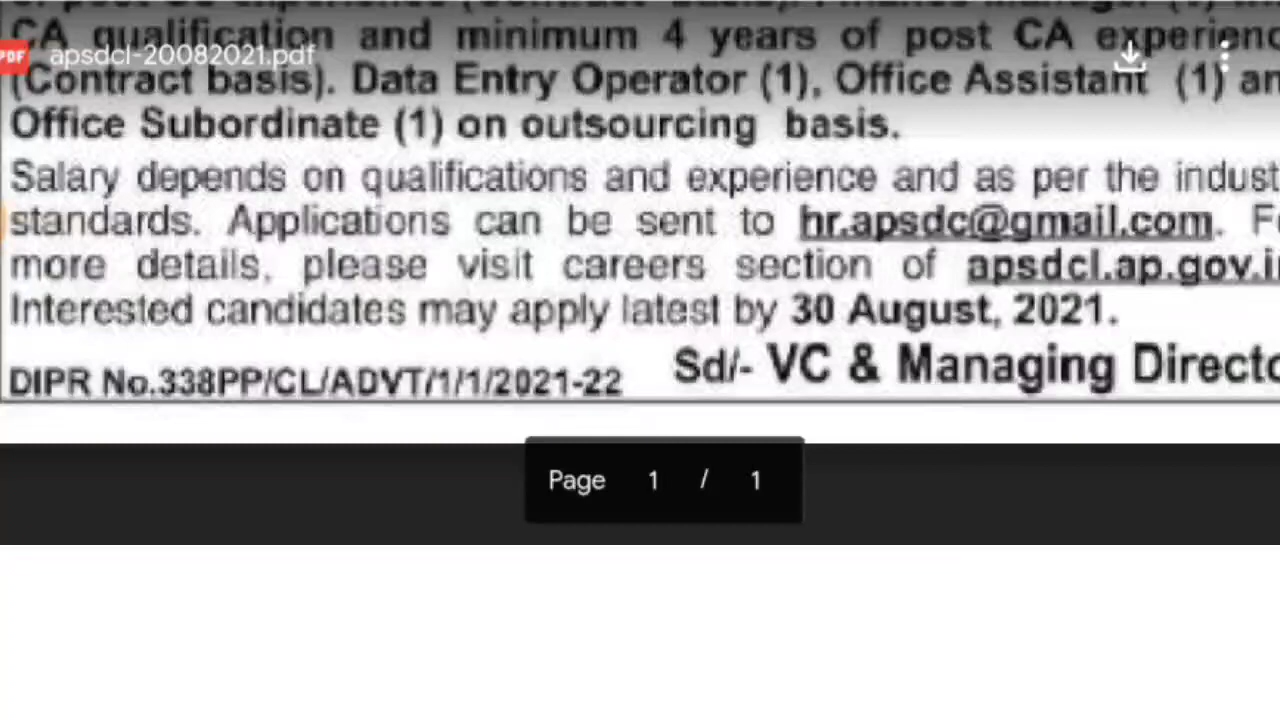 CA qualification and minimum 4 years of post CA experienc
PDF apsdcl-20082021.pdf
(Contract basis). Data Entry Operator (1), Office Assistant (1) an
Office Subordinate (1) on outsourcing basis.
Salary depends on qualifications and experience and as per the indust
standards. Applications can be sent to hr.apsdc@gmail.com. F
more details, please visit careers section of apsdcl.ap.gov.i
Interested candidates may apply latest by 30 August, 2021.
DIPR No.338PP/CL/ADVT/1/1/2021-22 Sd/- VC & Managing Directo
Page 1 / 1